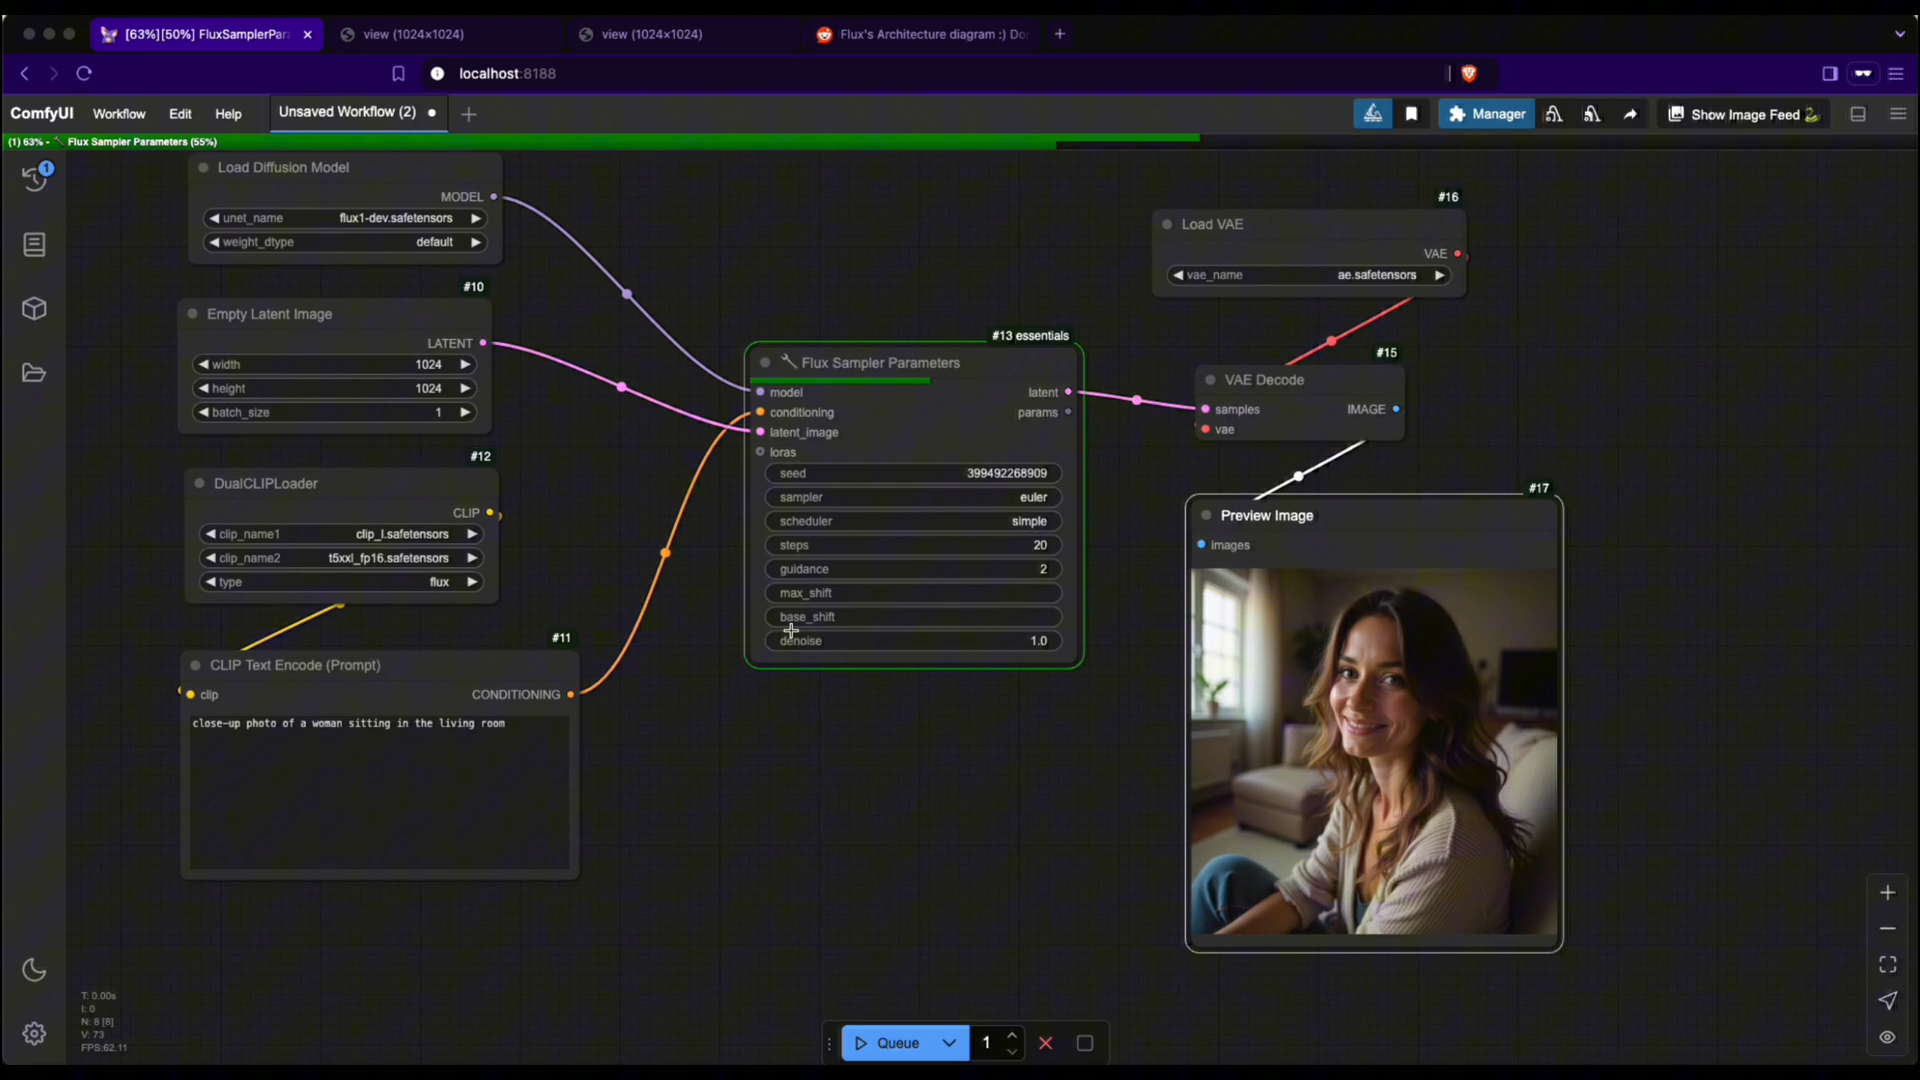 [63%][50%] FluxSamplerPar
view (1024×1024)
view (1024×1024)
Flux's Architecture diagram :) Do
localhost:8188
ComfyUI
Workflow
Edit
Help
Unsaved Workflow (2)
Manager
Show Image Feed
(1) 63% - Flux Sampler Parameters (55%)
1
Load Diffusion Model
MODEL
unet_name flux1-dev.safetensors
weight_dtype default
#10
Empty Latent Image
LATENT
width 1024
height 1024
batch_size 1
#12
DualCLIPLoader
CLIP
clip_name1 clip_l.safetensors
clip_name2 t5xxl_fp16.safetensors
type flux
#11
CLIP Text Encode (Prompt)
clip CONDITIONING
close-up photo of a woman sitting in the living room
#13 essentials
Flux Sampler Parameters
model latent
conditioning params
latent_image
loras
seed 399492268909
sampler euler
scheduler simple
steps 20
guidance 2
max_shift
base_shift
denoise 1.0
#16
Load VAE
VAE
vae_name ae.safetensors
#15
VAE Decode
samples IMAGE
vae
#17
Preview Image
images
T: 0.00s
I: 0
N: 8 [8]
V: 73
FPS:62.11
Queue
1